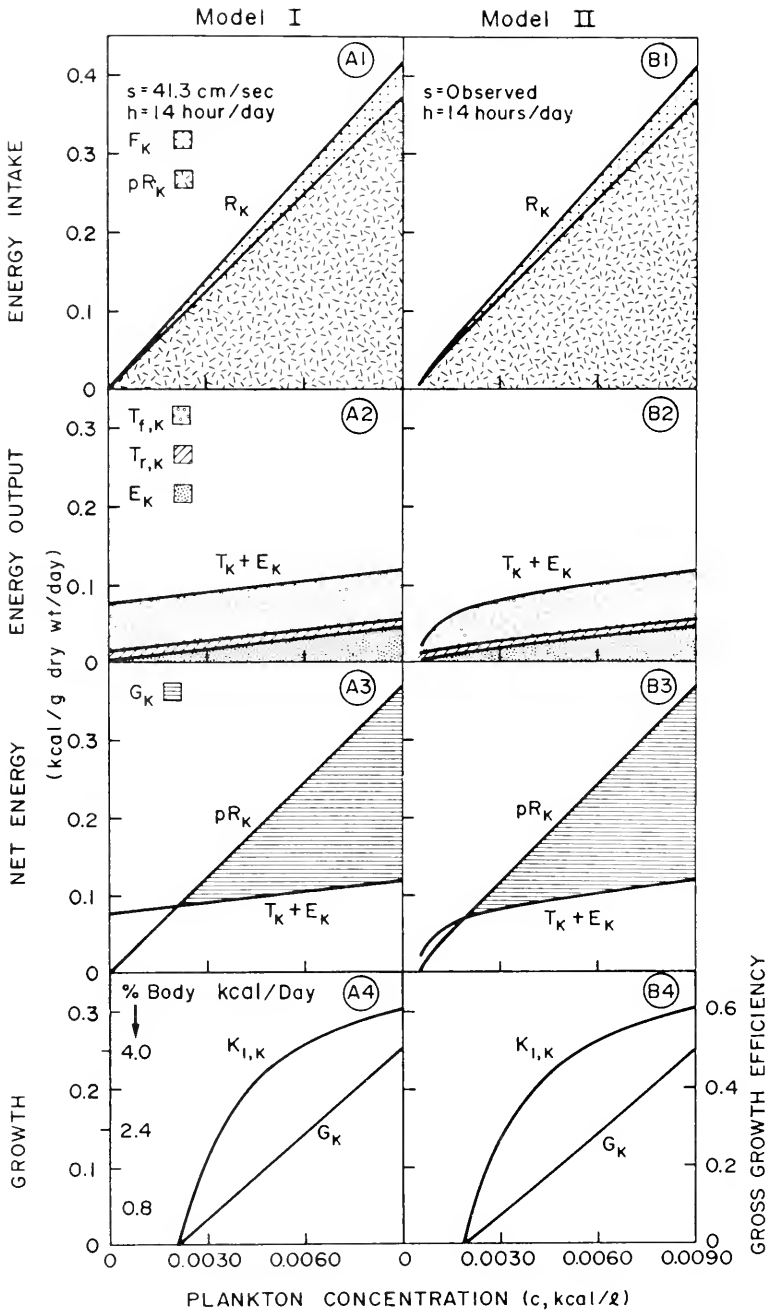 Model I
Model II
ENERGY INTAKE
0.4
0.3
0.2
0.1
0
A1
s=41.3 cm/sec
h=14 hour/day
F_K
pR_K
R_K
B1
s=Observed
h=14 hours/day
R_K
ENERGY OUTPUT
(kcal/g dry wt/day)
0.3
0.2
0.1
0
A2
T_f,K
T_r,K
E_K
T_K + E_K
B2
T_K + E_K
NET ENERGY
0.3
0.2
0.1
0
A3
G_K
pR_K
T_K + E_K
B3
pR_K
T_K + E_K
GROWTH
0.3
0.2
0.1
0
A4
% Body kcal/Day
4.0
2.4
0.8
K_1,K
G_K
B4
K_1,K
G_K
0.6
0.4
0.2
0
GROSS GROWTH EFFICIENCY
0 0.0030 0.0060 0 0.0030 0.0060 0.0090
PLANKTON CONCENTRATION (c, kcal/ℓ)